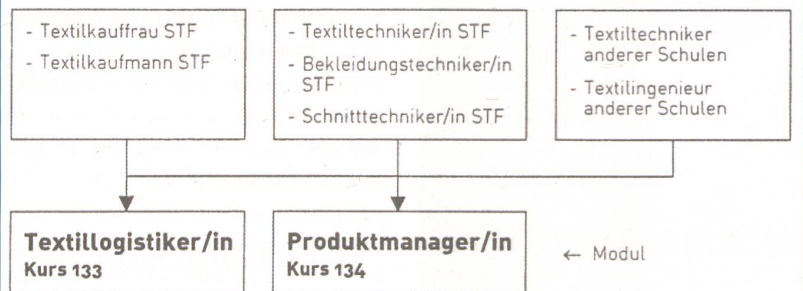 - Textilkauffrau STF
- Textilkaufmann STF
- Textiltechniker/in STF
- Bekleidungstechniker/in
STF
- Schnitttechniker/in STF
- Textiltechniker
anderer Schulen
- Textilingenieur
anderer Schulen
Textillogistiker/in
Kurs 133
Produktmanager/in
Kurs 134
← Modul